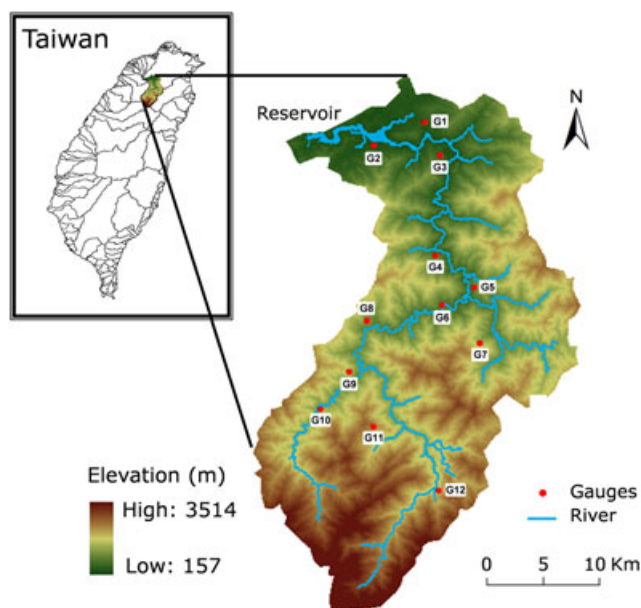 Taiwan
N
Reservoir
G1
G2
G3
G4
G5
G8
G6
G7
G9
G10
G11
G12
Elevation (m)
High: 3514
Low: 157
Gauges
River
0 5 10 Km